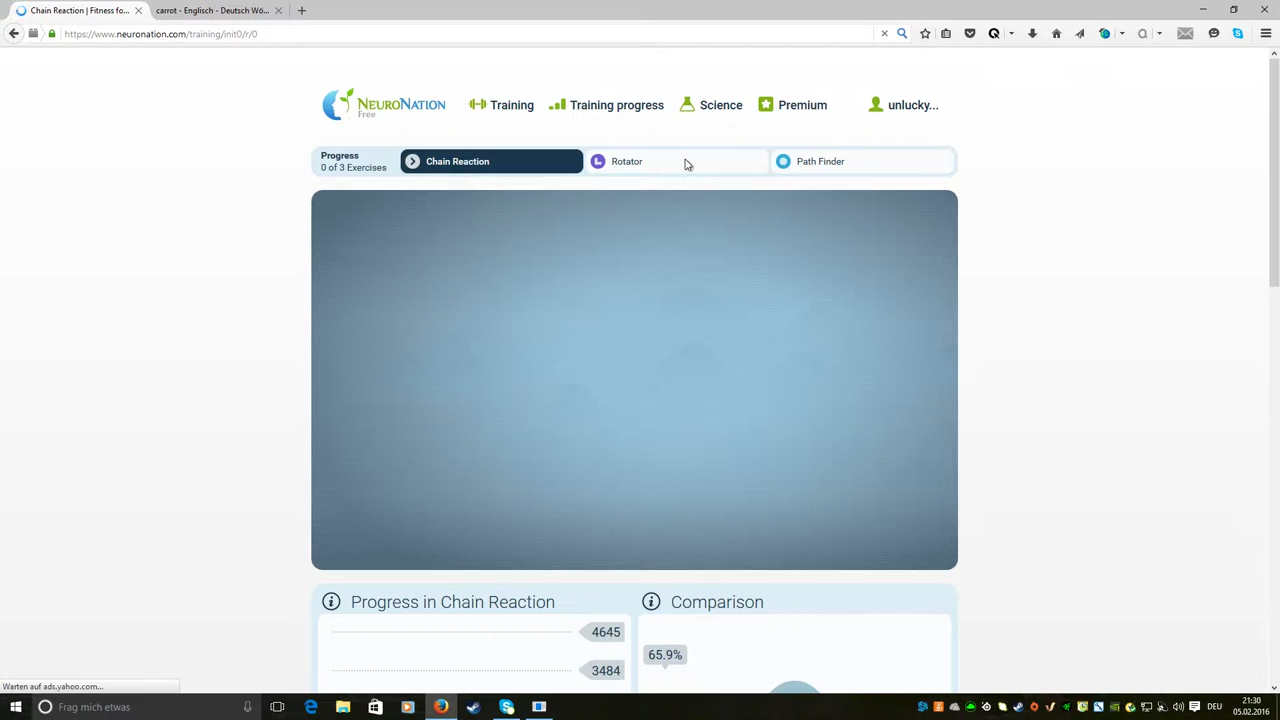 Chain Reaction | Fitness fo...
carrot - Englisch - Deutsch Wö...
https://www.neuronation.com/training/init0/r/0
NEURONATION
Free
Training
Training progress
Science
Premium
unlucky...
Progress
0 of 3 Exercises
Chain Reaction
Rotator
Path Finder
Progress in Chain Reaction
Comparison
4645
65.9%
3484
Warten auf ads.yahoo.com...
Frag mich etwas
DEU
21:30
05.02.2016